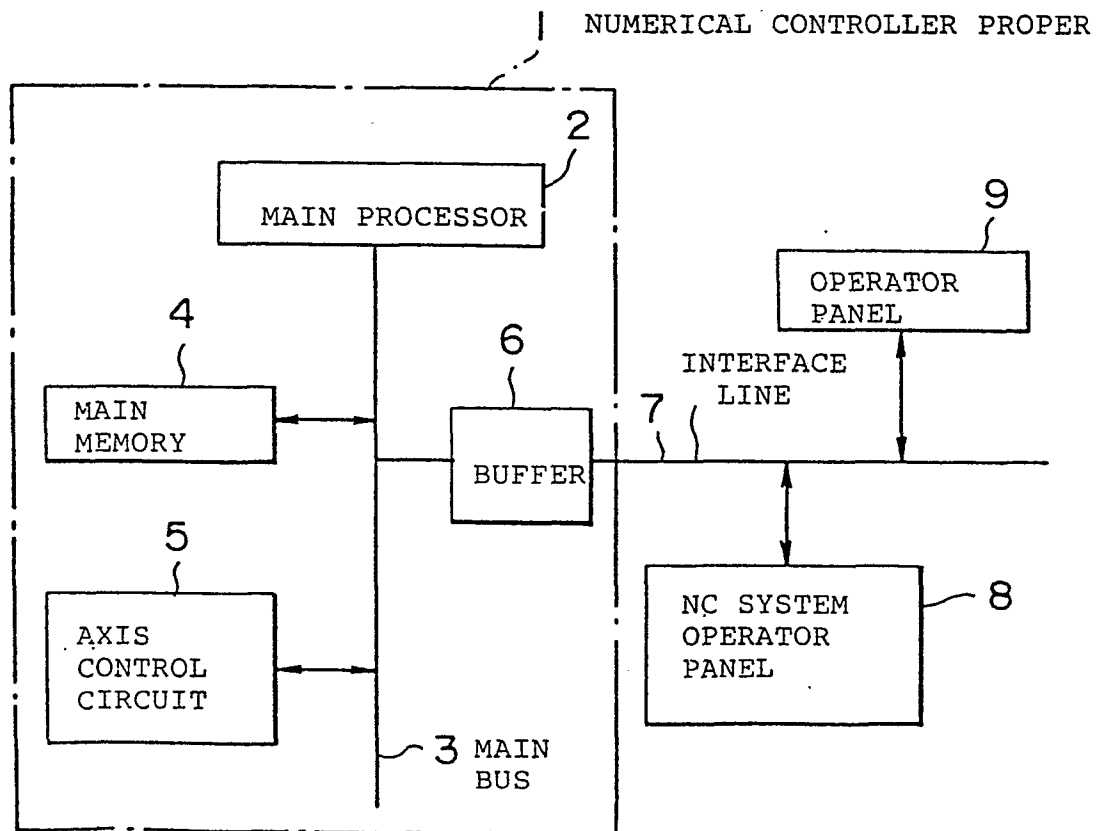 1 NUMERICAL CONTROLLER PROPER
2
MAIN PROCESSOR
9
OPERATOR
PANEL
4
MAIN
MEMORY
6
BUFFER
INTERFACE
LINE
7
5
AXIS
CONTROL
CIRCUIT
NC SYSTEM
OPERATOR
PANEL
8
3 MAIN
BUS